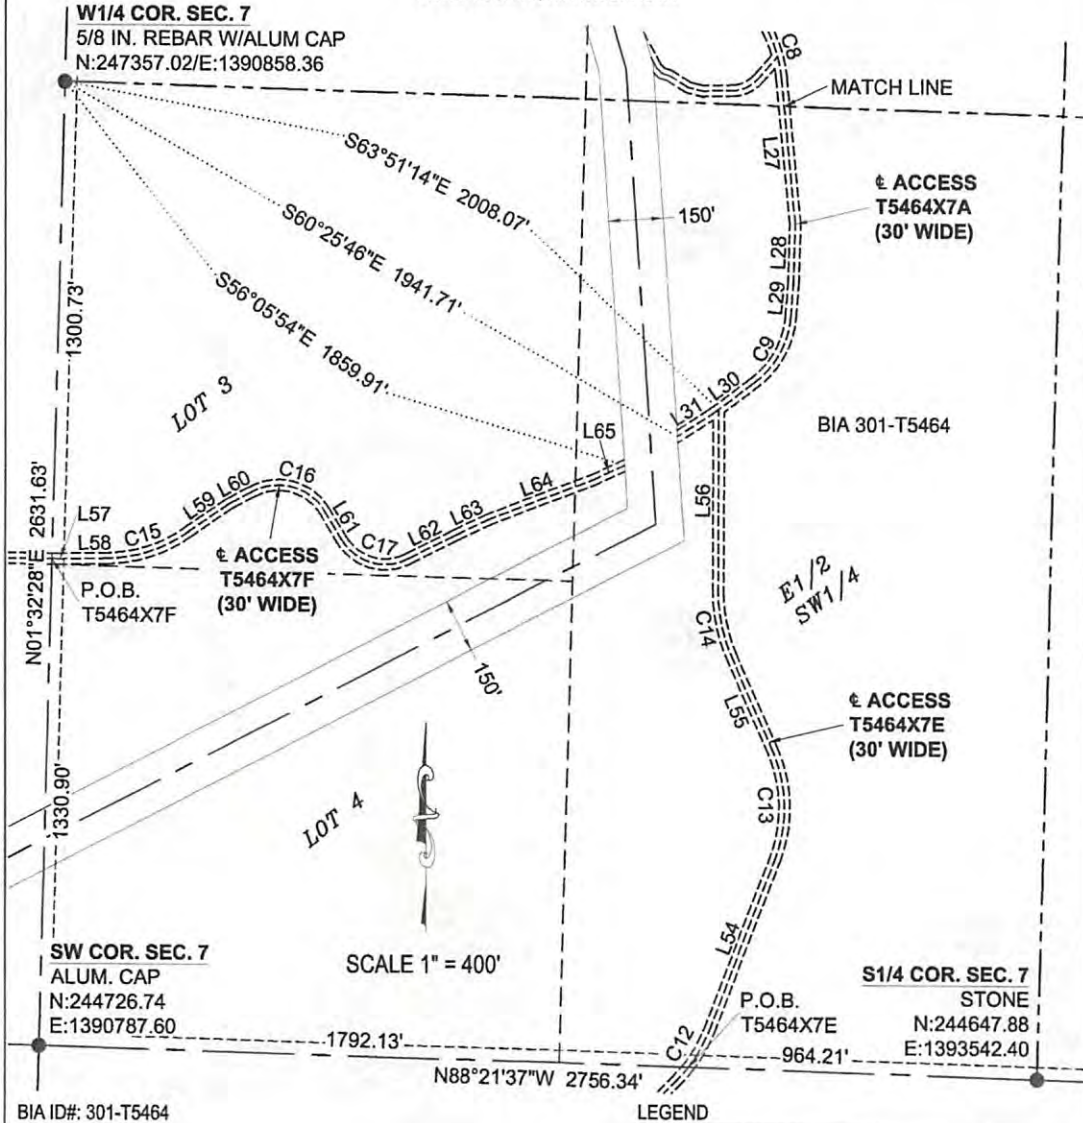 W1/4 COR. SEC. 7
5/8 IN. REBAR W/ALUM CAP
N:247357.02/E:1390858.36
C8
MATCH LINE
L27
S63°51'14"E 2008.07'
℄ ACCESS
T5464X7A
(30' WIDE)
150'
S60°25'46"E 1941.71'
L28
S56°05'54"E 1859.91'
L29
1300.73'
C9
LOT 3
L30
L31
BIA 301-T5464
L65
C16
L60
L59
L64
L56
N01°32'28"E 2631.63'
L57
L61
L63
L62
C15
L58
C17
℄ ACCESS
T5464X7F
(30' WIDE)
P.O.B.
T5464X7F
E1/2
SW1/4
C14
150'
L55
℄ ACCESS
T5464X7E
(30' WIDE)
1330.90'
LOT 4
C13
L54
SW COR. SEC. 7
ALUM. CAP
N:244726.74
E:1390787.60
SCALE 1" = 400'
S1/4 COR. SEC. 7
STONE
N:244647.88
E:1393542.40
P.O.B.
T5464X7E
C12
1792.13'
964.21'
N88°21'37"W 2756.34'
BIA ID#: 301-T5464
LEGEND